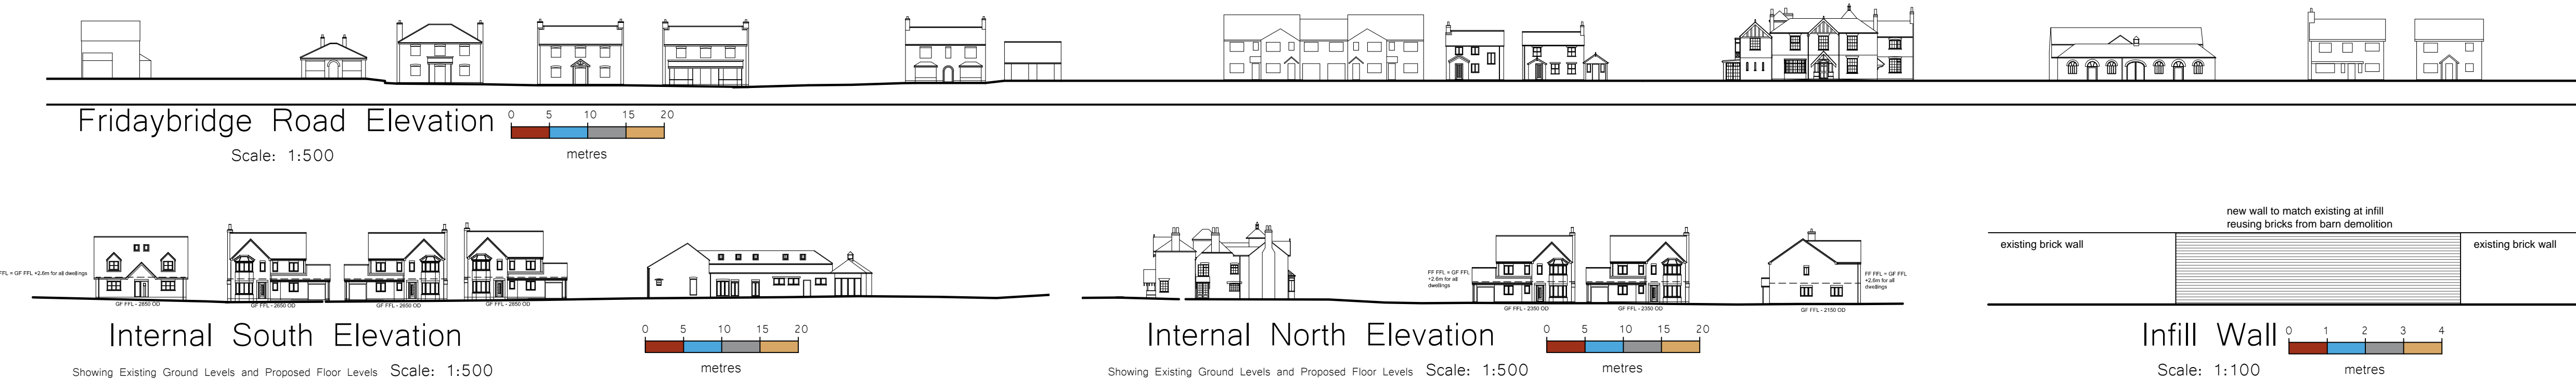 Fridaybridge Road Elevation
0 5 10 15 20
metres
Scale: 1:500
FFL = GF FFL +2.6m for all dwellings
GF FFL - 2850 OD
GF FFL - 2650 OD
GF FFL - 2650 OD
GF FFL - 2850 OD
Internal South Elevation
0 5 10 15 20
metres
Showing Existing Ground Levels and Proposed Floor Levels Scale: 1:500
FF FFL = GF FFL
+2.6m for all
dwellings
GF FFL - 2350 OD
GF FFL - 2350 OD
FF FFL = GF FFL
+2.6m for all
dwellings
GF FFL - 2150 OD
Internal North Elevation
0 5 10 15 20
metres
Showing Existing Ground Levels and Proposed Floor Levels Scale: 1:500
new wall to match existing at infill
reusing bricks from barn demolition
existing brick wall
existing brick wall
Infill Wall
0 1 2 3 4
metres
Scale: 1:100